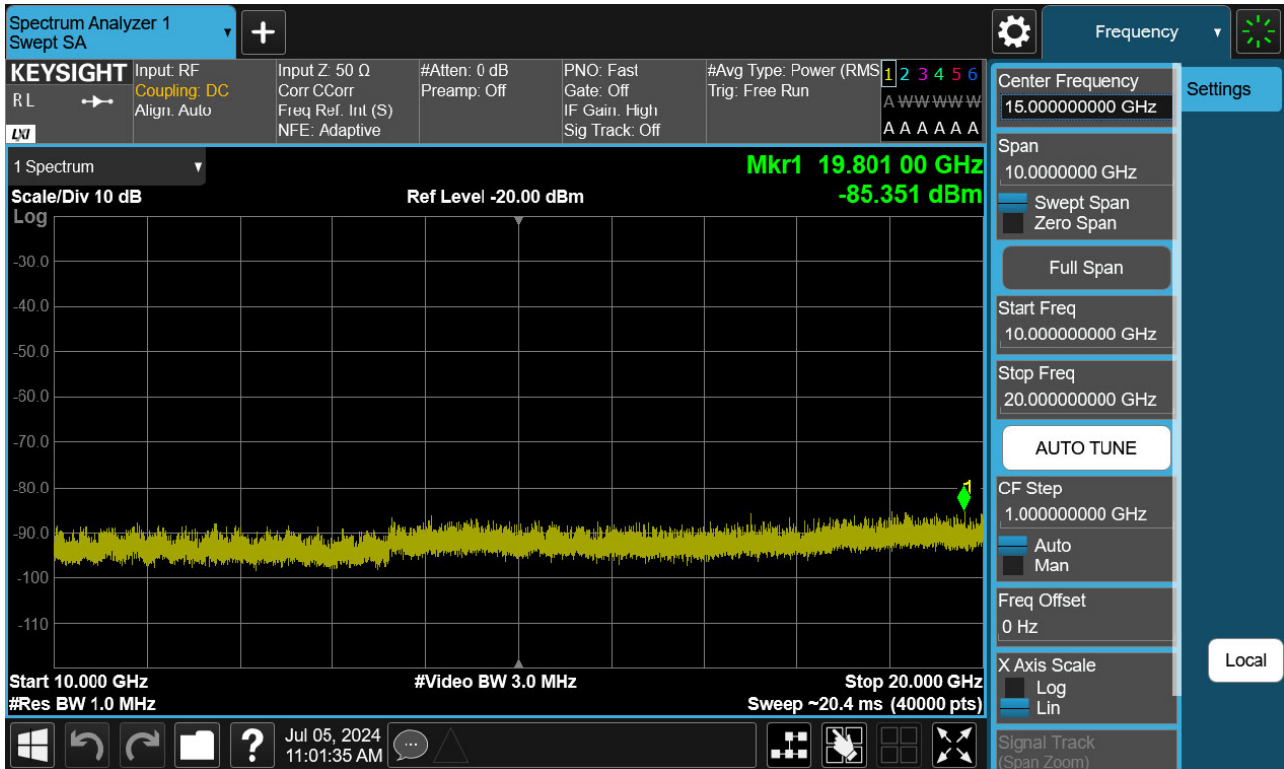 Spectrum Analyzer 1
Swept SA
+
Frequency
KEYSIGHT
R L
LXI
Input: RF
Coupling: DC
Align: Auto
Input Z: 50 Ω
Corr CCorr
Freq Ref: Int (S)
NFE: Adaptive
#Atten: 0 dB
Preamp: Off
PNO: Fast
Gate: Off
IF Gain: High
Sig Track: Off
#Avg Type: Power (RMS
Trig: Free Run
1 2 3 4 5 6
A W W W W W
A A A A A A
1 Spectrum
Scale/Div 10 dB
Log
Ref Level -20.00 dBm
Mkr1 19.801 00 GHz
-85.351 dBm
-30.0
-40.0
-50.0
-60.0
-70.0
-80.0
-90.0
-100
-110
1
Start 10.000 GHz
#Res BW 1.0 MHz
#Video BW 3.0 MHz
Stop 20.000 GHz
Sweep ~20.4 ms (40000 pts)
Center Frequency
15.000000000 GHz
Span
10.0000000 GHz
Swept Span
Zero Span
Full Span
Start Freq
10.000000000 GHz
Stop Freq
20.000000000 GHz
AUTO TUNE
CF Step
1.000000000 GHz
Auto
Man
Freq Offset
0 Hz
X Axis Scale
Log
Lin
Signal Track
(Span Zoom)
Settings
Local
?
Jul 05, 2024
11:01:35 AM